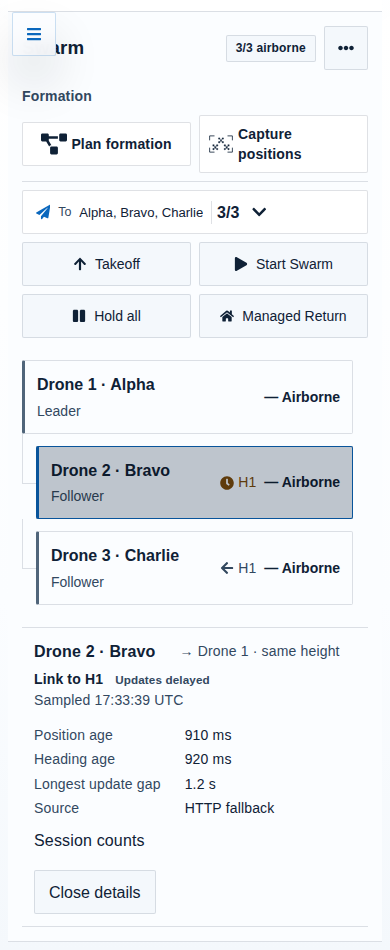 arm
3/3 airborne
Formation
Plan formation
Capture
positions
To Alpha, Bravo, Charlie 3/3
Takeoff
Start Swarm
Hold all
Managed Return
Drone 1 · Alpha
Leader
— Airborne
Drone 2 · Bravo
Follower
H1 — Airborne
Drone 3 · Charlie
Follower
H1 — Airborne
Drone 2 · Bravo → Drone 1 · same height
Link to H1 Updates delayed
Sampled 17:33:39 UTC
Position age 910 ms
Heading age 920 ms
Longest update gap 1.2 s
Source HTTP fallback
Session counts
Close details